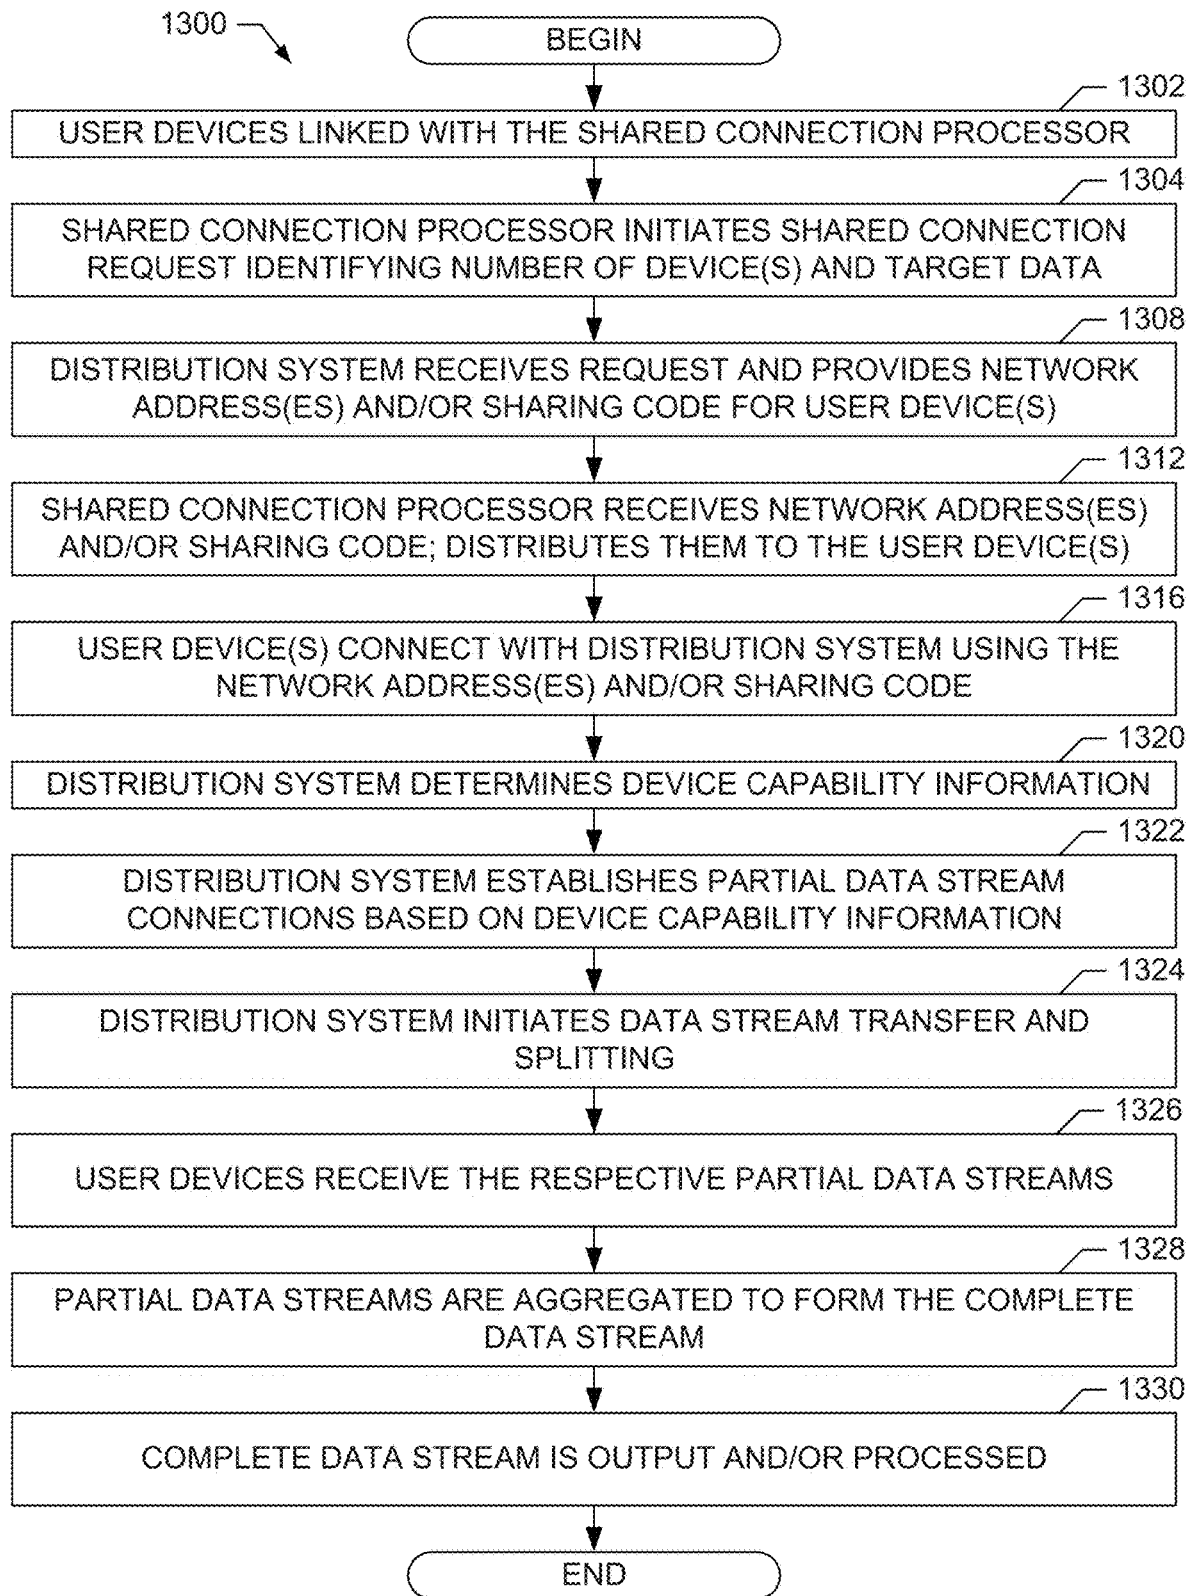 1300
BEGIN
1302
USER DEVICES LINKED WITH THE SHARED CONNECTION PROCESSOR
1304
SHARED CONNECTION PROCESSOR INITIATES SHARED CONNECTION
REQUEST IDENTIFYING NUMBER OF DEVICE(S) AND TARGET DATA
1308
DISTRIBUTION SYSTEM RECEIVES REQUEST AND PROVIDES NETWORK
ADDRESS(ES) AND/OR SHARING CODE FOR USER DEVICE(S)
1312
SHARED CONNECTION PROCESSOR RECEIVES NETWORK ADDRESS(ES)
AND/OR SHARING CODE; DISTRIBUTES THEM TO THE USER DEVICE(S)
1316
USER DEVICE(S) CONNECT WITH DISTRIBUTION SYSTEM USING THE
NETWORK ADDRESS(ES) AND/OR SHARING CODE
1320
DISTRIBUTION SYSTEM DETERMINES DEVICE CAPABILITY INFORMATION
1322
DISTRIBUTION SYSTEM ESTABLISHES PARTIAL DATA STREAM
CONNECTIONS BASED ON DEVICE CAPABILITY INFORMATION
1324
DISTRIBUTION SYSTEM INITIATES DATA STREAM TRANSFER AND
SPLITTING
1326
USER DEVICES RECEIVE THE RESPECTIVE PARTIAL DATA STREAMS
1328
PARTIAL DATA STREAMS ARE AGGREGATED TO FORM THE COMPLETE
DATA STREAM
1330
COMPLETE DATA STREAM IS OUTPUT AND/OR PROCESSED
END